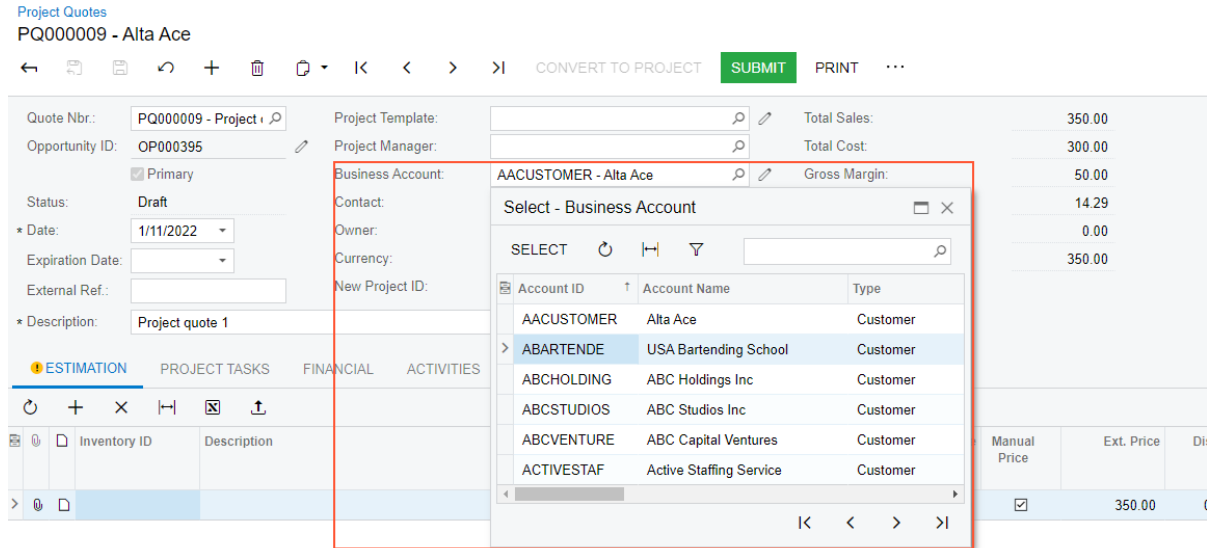 Project Quotes
PQ000009 - Alta Ace
CONVERT TO PROJECT SUBMIT PRINT ...
Quote Nbr.: PQ000009 - Project Project Template: Total Sales: 350.00
Opportunity ID: OP000395 Project Manager: Total Cost: 300.00
Primary Business Account: AACUSTOMER - Alta Ace Gross Margin: 50.00
Status: Draft Contact: Select - Business Account 14.29
* Date: 1/11/2022 Owner: 0.00
SELECT
Expiration Date: Currency: 350.00
External Ref.: New Project ID: Account ID Account Name Type
* Description: Project quote 1 AACUSTOMER Alta Ace Customer
ABARTENDE USA Bartending School Customer
ESTIMATION PROJECT TASKS FINANCIAL ACTIVITIES
ABCHOLDING ABC Holdings Inc Customer
ABCSTUDIOS ABC Studios Inc Customer
Inventory ID Description ABCVENTURE ABC Capital Ventures Customer Manual Price Ext. Price
ACTIVESTAF Active Staffing Service Customer
350.00